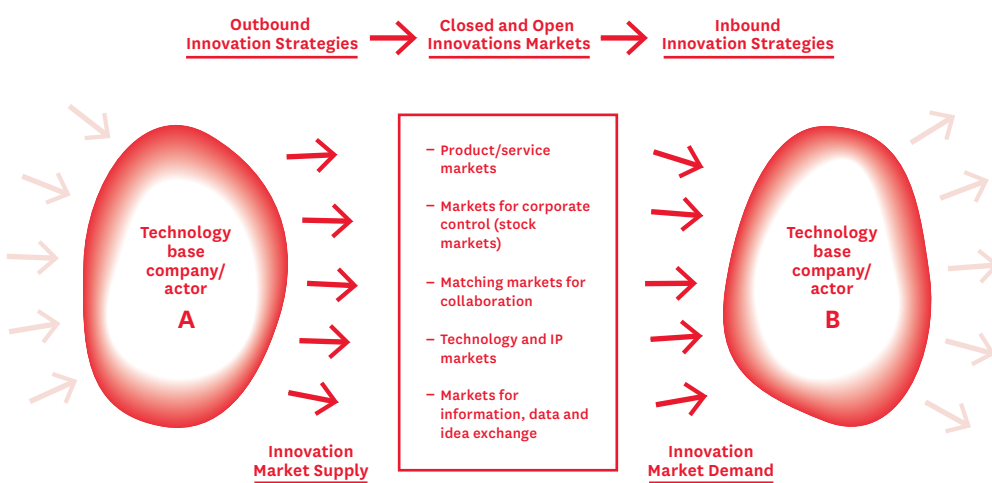 Outbound
Innovation Strategies
Closed and Open
Innovations Markets
Inbound
Innovation Strategies
Technology
base
company/
actor
A
– Product/service
markets
– Markets for corporate
control (stock
markets)
– Matching markets for
collaboration
– Technology and IP
markets
– Markets for
information, data and
idea exchange
Technology
base
company/
actor
B
Innovation
Market Supply
Innovation
Market Demand